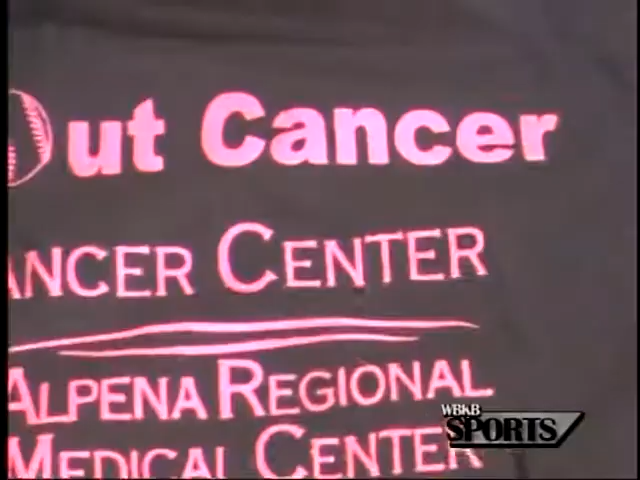 ut Cancer
ANCER CENTER
ALPENA REGIONAL
MEDICAL CENTER
WBKB
SPORTS